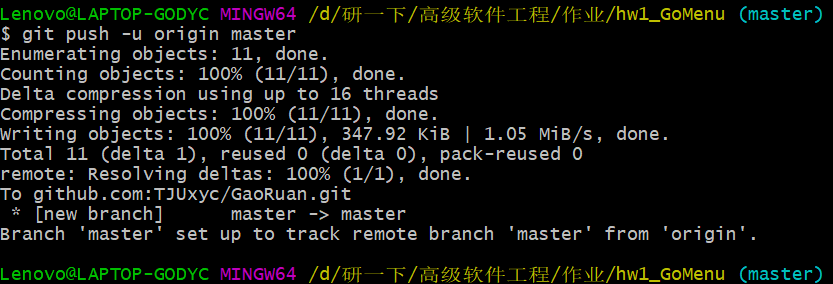 Lenovo@LAPTOP-GODYC MINGW64 /d/研一下/高级软件工程/作业/hw1_GoMenu (master)
$ git push -u origin master
Enumerating objects: 11, done.
Counting objects: 100% (11/11), done.
Delta compression using up to 16 threads
Compressing objects: 100% (11/11), done.
Writing objects: 100% (11/11), 347.92 KiB | 1.05 MiB/s, done.
Total 11 (delta 1), reused 0 (delta 0), pack-reused 0
remote: Resolving deltas: 100% (1/1), done.
To github.com:TJUxyc/GaoRuan.git
 * [new branch]      master -> master
Branch 'master' set up to track remote branch 'master' from 'origin'.
Lenovo@LAPTOP-GODYC MINGW64 /d/研一下/高级软件工程/作业/hw1_GoMenu (master)